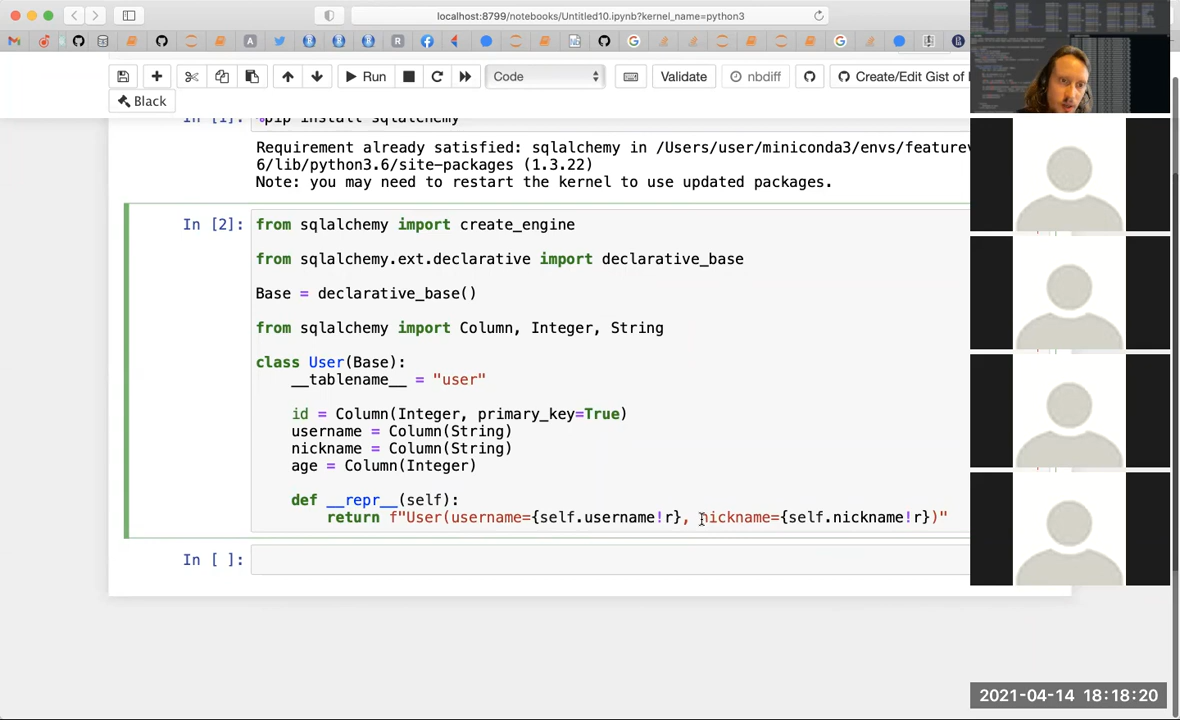 localhost:8799/notebooks/Untitled10.ipynb?kernel_name=python3
Run
Code
Validate
nbdiff
Create/Edit Gist of
Black
In [1]: %pip install sqlalchemy
Requirement already satisfied: sqlalchemy in /Users/user/miniconda3/envs/feature
6/lib/python3.6/site-packages (1.3.22)
Note: you may need to restart the kernel to use updated packages.
In [2]: from sqlalchemy import create_engine
from sqlalchemy.ext.declarative import declarative_base
Base = declarative_base()
from sqlalchemy import Column, Integer, String
class User(Base):
__tablename__ = "user"
id = Column(Integer, primary_key=True)
username = Column(String)
nickname = Column(String)
age = Column(Integer)
def __repr__(self):
return f"User(username={self.username!r}, nickname={self.nickname!r})"
In [ ]:
2021-04-14 18:18:20